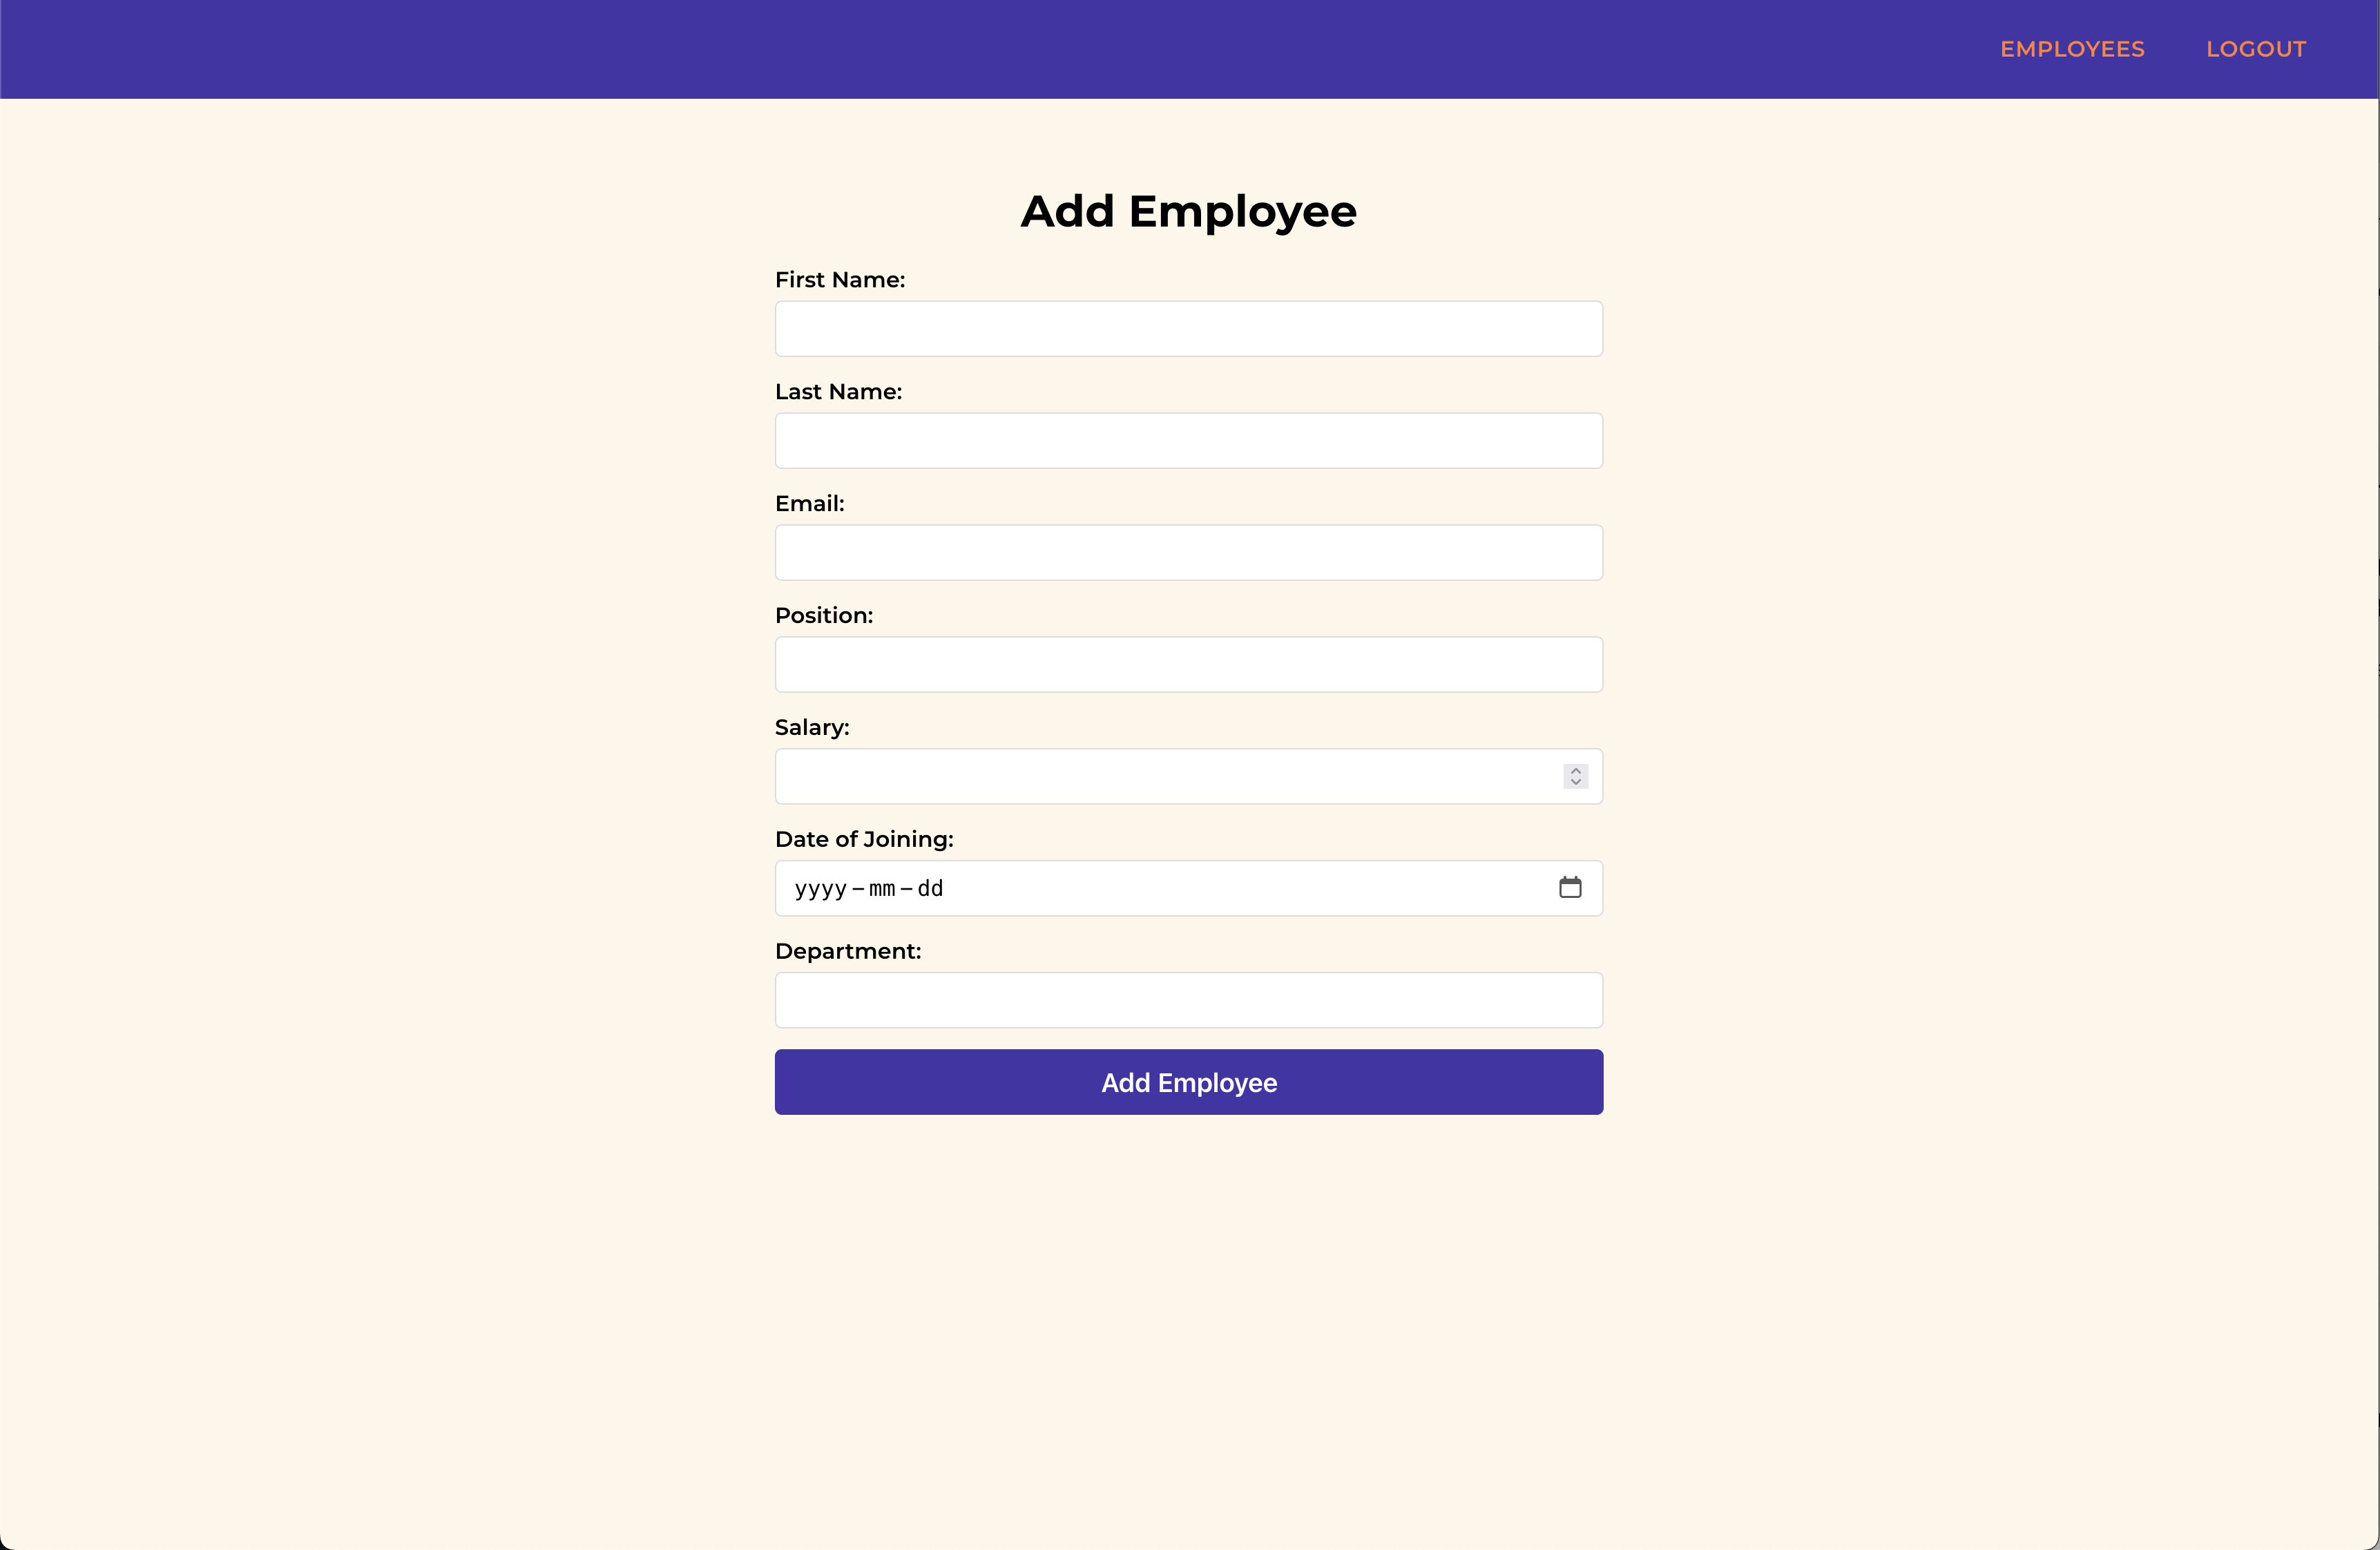 EMPLOYEES LOGOUT
Add Employee
First Name:
Last Name:
Email:
Position:
Salary:
Date of Joining:
yyyy-mm-dd
Department:
Add Employee